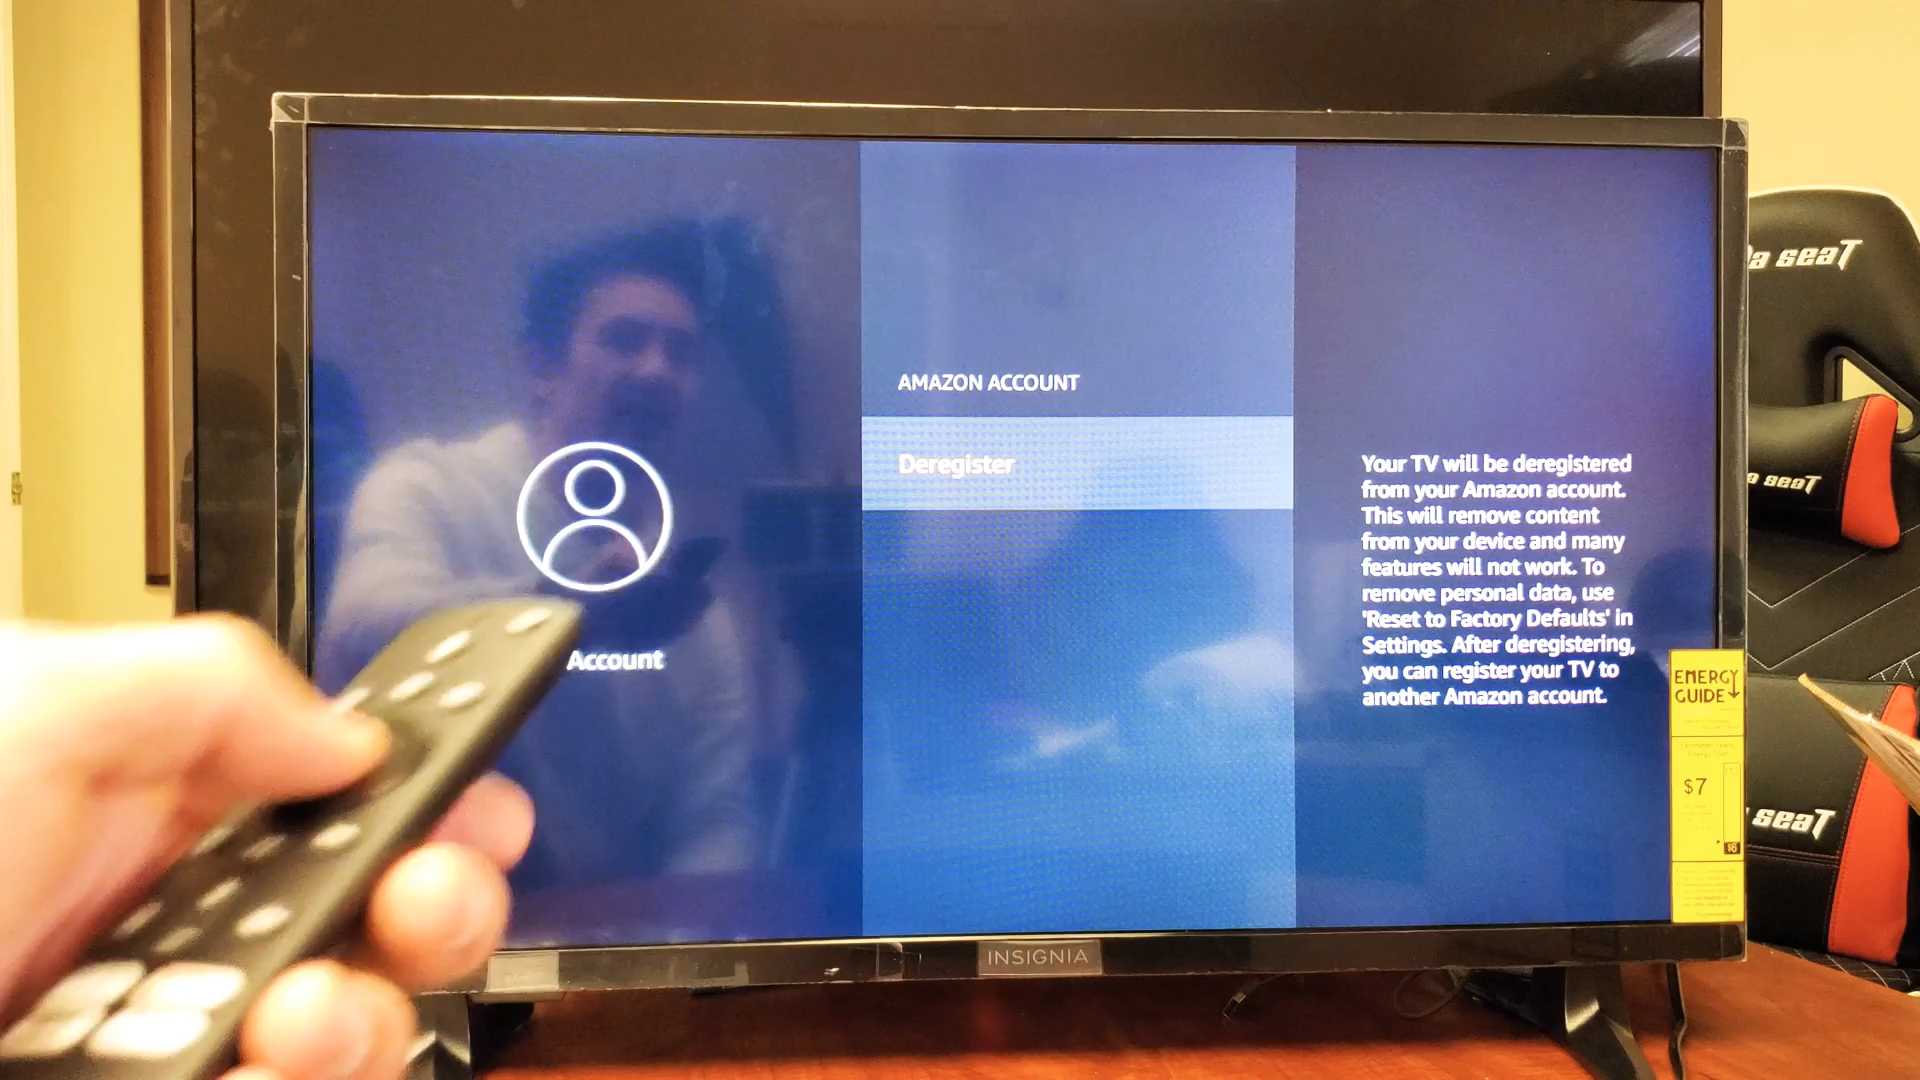 AMAZON ACCOUNT
Deregister
Account
Your TV will be deregistered
from your Amazon account.
This will remove content
from your device and many
features will not work. To
remove personal data, use
'Reset to Factory Defaults' in
Settings. After deregistering,
you can register your TV to
another Amazon account.
ENERGY
GUIDE
$7
$6
INSIGNIA
a seaT
a seaT
seaT